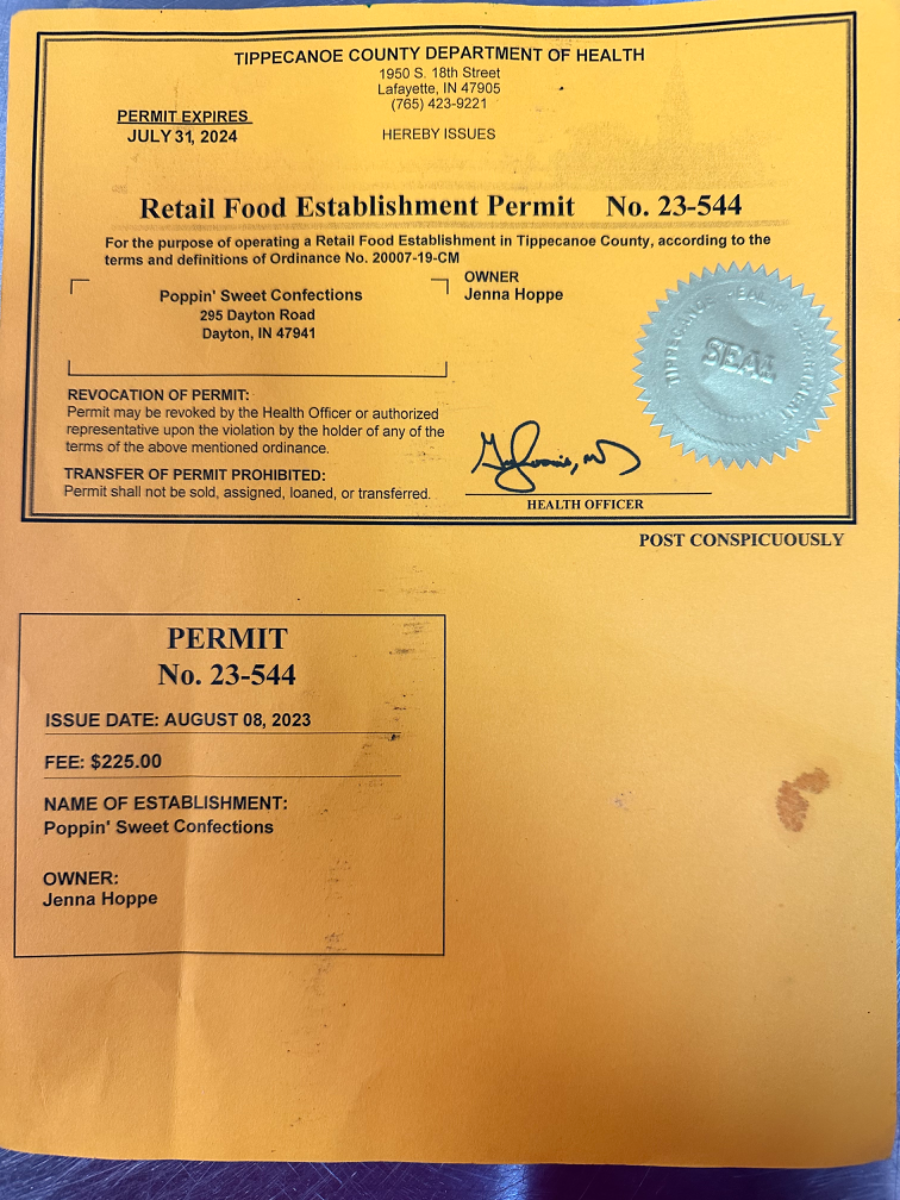 TIPPECANOE COUNTY DEPARTMENT OF HEALTH
1950 S. 18th Street
Lafayette, IN 47905
(765) 423-9221
PERMIT EXPIRES
JULY 31, 2024
HEREBY ISSUES
Retail Food Establishment Permit No. 23-544
For the purpose of operating a Retail Food Establishment in Tippecanoe County, according to the
terms and definitions of Ordinance No. 20007-19-CM
OWNER
Jenna Hoppe
Poppin' Sweet Confections
295 Dayton Road
Dayton, IN 47941
TIPPECANOE HEALTH DEPARTMENT
SEAL
REVOCATION OF PERMIT:
Permit may be revoked by the Health Officer or authorized
representative upon the violation by the holder of any of the
terms of the above mentioned ordinance.
TRANSFER OF PERMIT PROHIBITED:
Permit shall not be sold, assigned, loaned, or transferred.
HEALTH OFFICER
POST CONSPICUOUSLY
PERMIT
No. 23-544
ISSUE DATE: AUGUST 08, 2023
FEE: $225.00
NAME OF ESTABLISHMENT:
Poppin' Sweet Confections
OWNER:
Jenna Hoppe